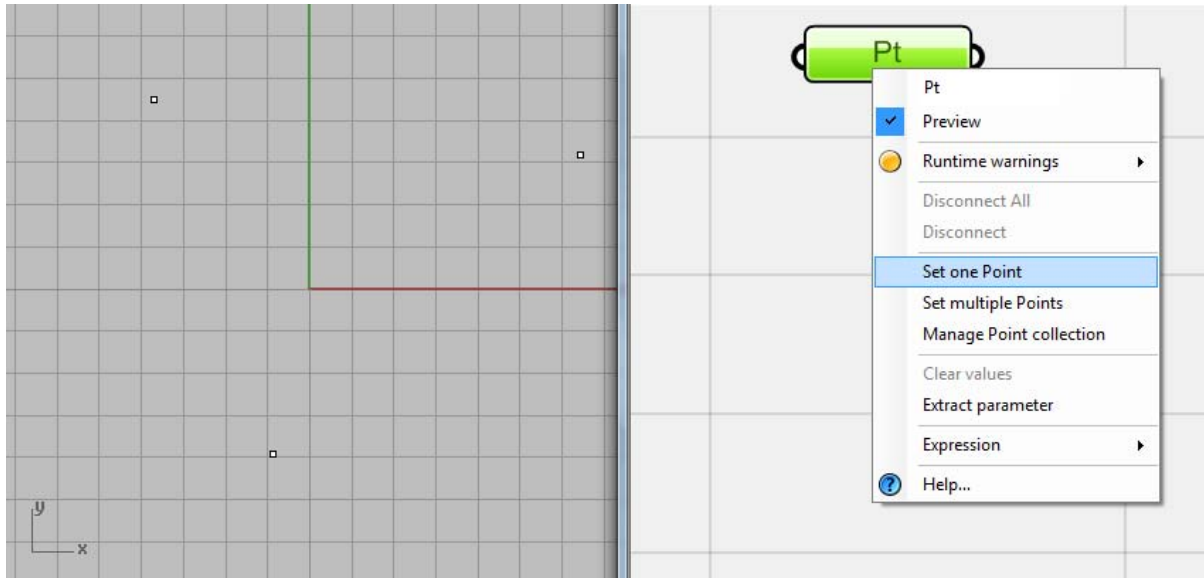 y
x
Pt
Pt
Preview
Runtime warnings
Disconnect All
Disconnect
Set one Point
Set multiple Points
Manage Point collection
Clear values
Extract parameter
Expression
Help...